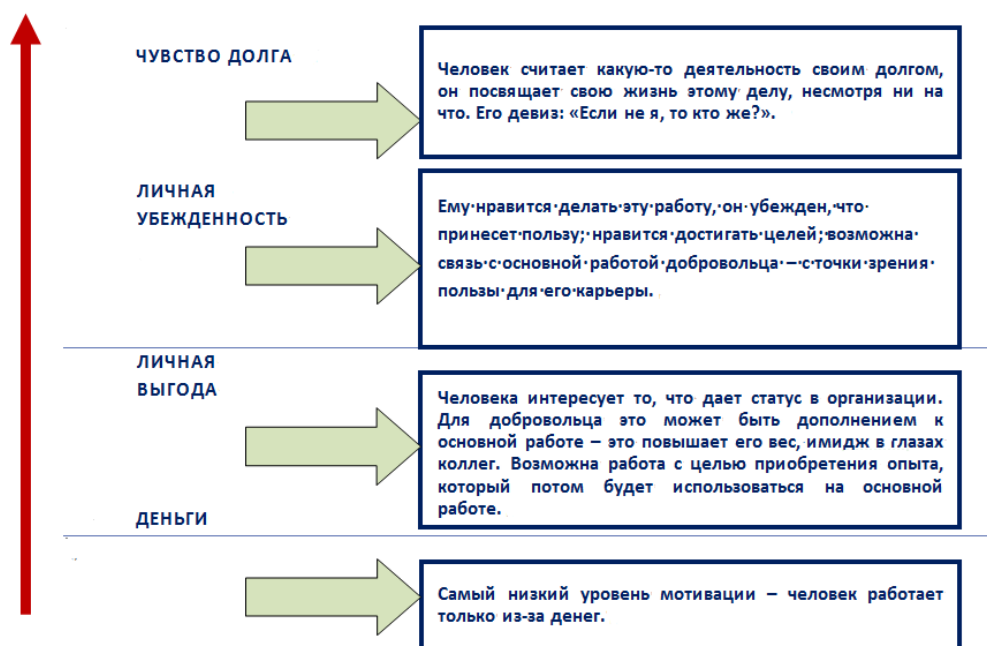 ЧУВСТВО ДОЛГА
Человек считает какую-то деятельность своим долгом,
он посвящает свою жизнь этому делу, несмотря ни на
что. Его девиз: «Если не я, то кто же?».
ЛИЧНАЯ
УБЕЖДЕННОСТЬ
Ему·нравится·делать·эту·работу,·он·убежден,·что·
принесет·пользу;·нравится·достигать·целей;·возможна·
связь·с·основной·работой·добровольца·–·с·точки·зрения·
пользы·для·его·карьеры.
ЛИЧНАЯ
ВЫГОДА
Человека интересует то, что дает статус в организации.
Для добровольца это может быть дополнением к
основной работе – это повышает его вес, имидж в глазах
коллег. Возможна работа с целью приобретения опыта,
который потом будет использоваться на основной
работе.
ДЕНЬГИ
Самый низкий уровень мотивации – человек работает
только из-за денег.